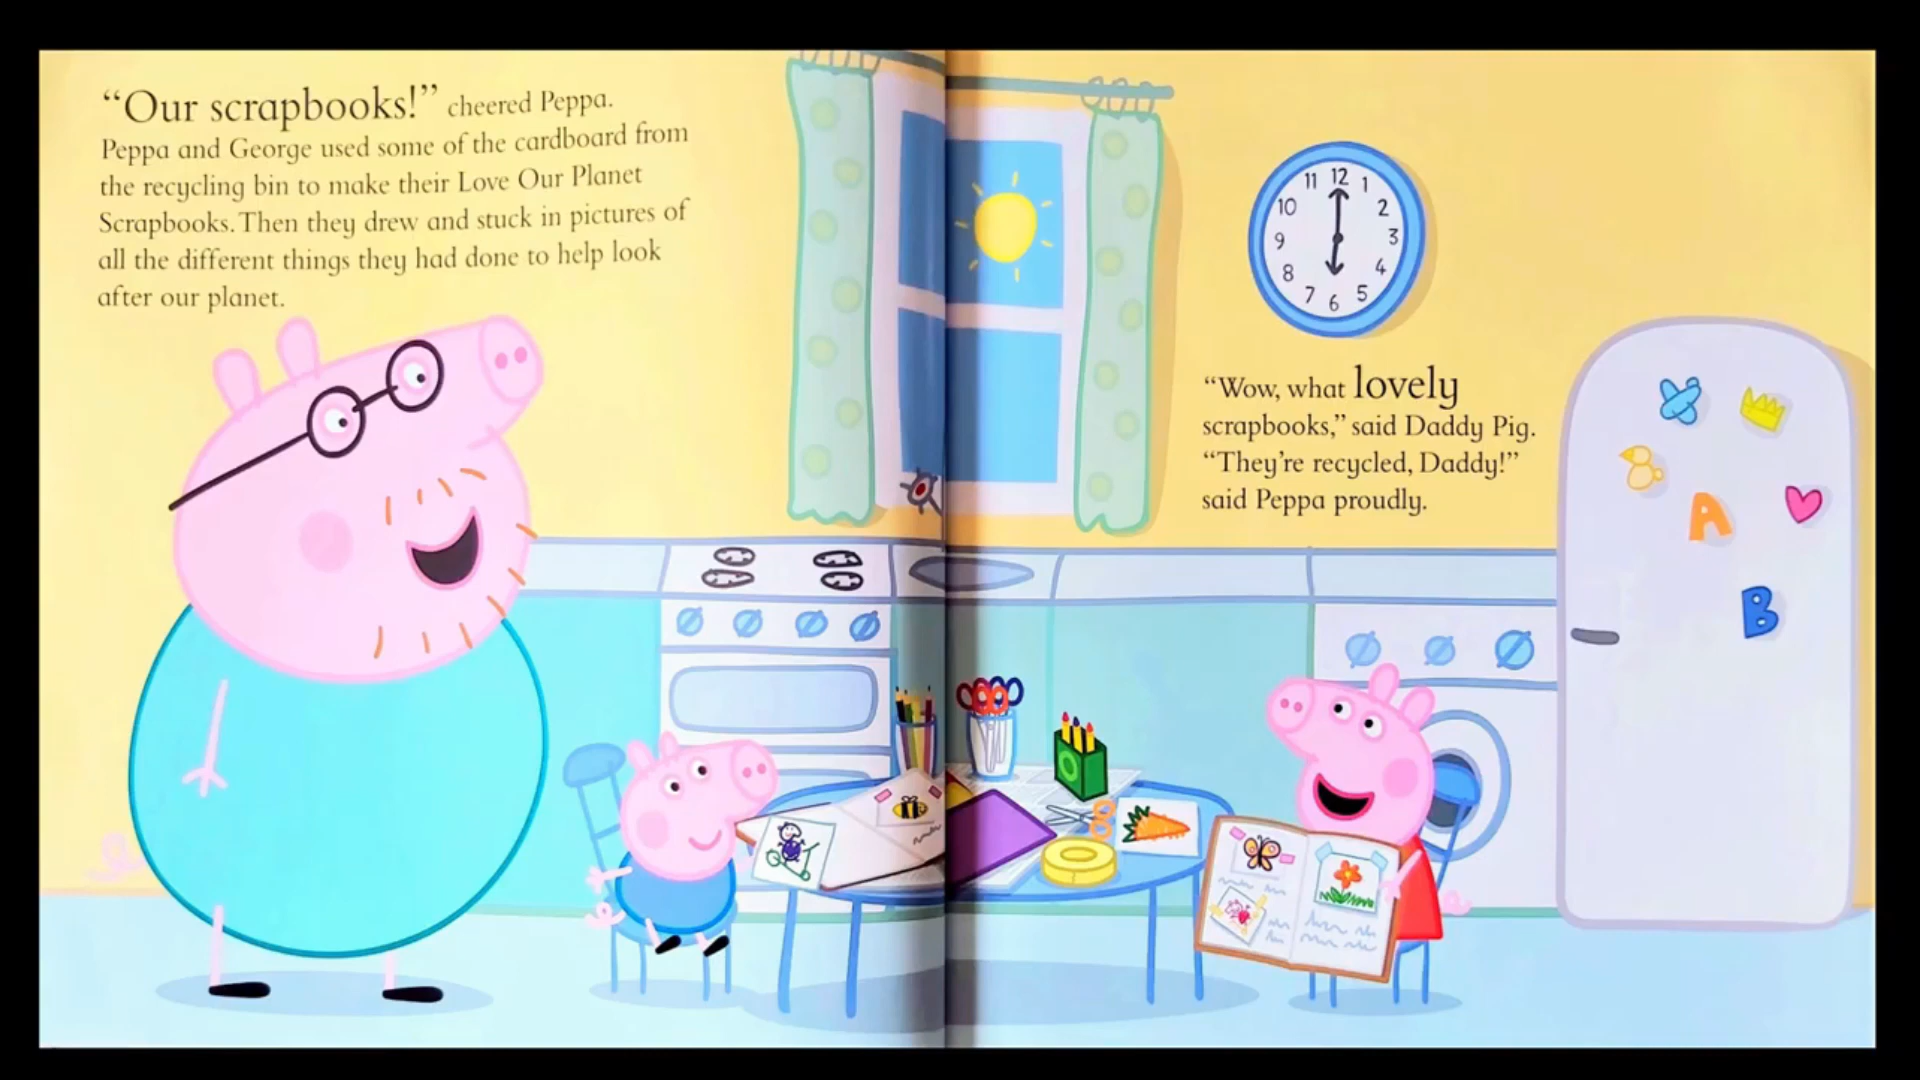 “Our scrapbooks!” cheered Peppa.
Peppa and George used some of the cardboard from
the recycling bin to make their Love Our Planet
Scrapbooks. Then they drew and stuck in pictures of
all the different things they had done to help look
after our planet.
11 12 1
10 2
9 3
8 4
7 6 5
“Wow, what lovely
scrapbooks,” said Daddy Pig.
“They’re recycled, Daddy!”
said Peppa proudly.
A
B